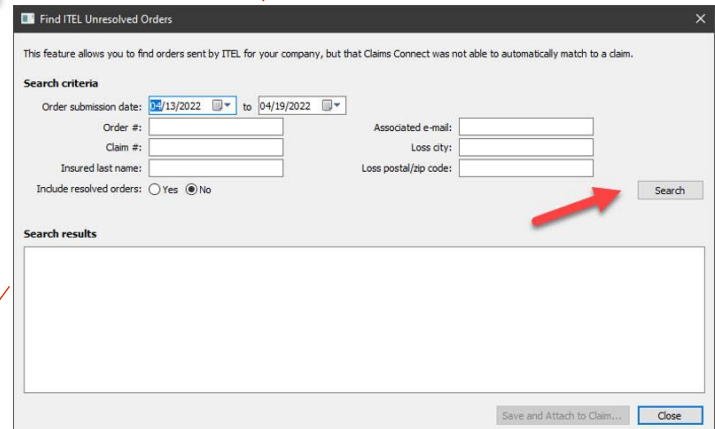 Find ITEL Unresolved Orders
This feature allows you to find orders sent by ITEL for your company, but that Claims Connect was not able to automatically match to a claim.
Search criteria
Order submission date: 04/13/2022 to 04/19/2022
Order #: Associated e-mail:
Claim #: Loss city:
Insured last name: Loss postal/zip code:
Include resolved orders: Yes No
Search
Search results
Save and Attach to Claim... Close